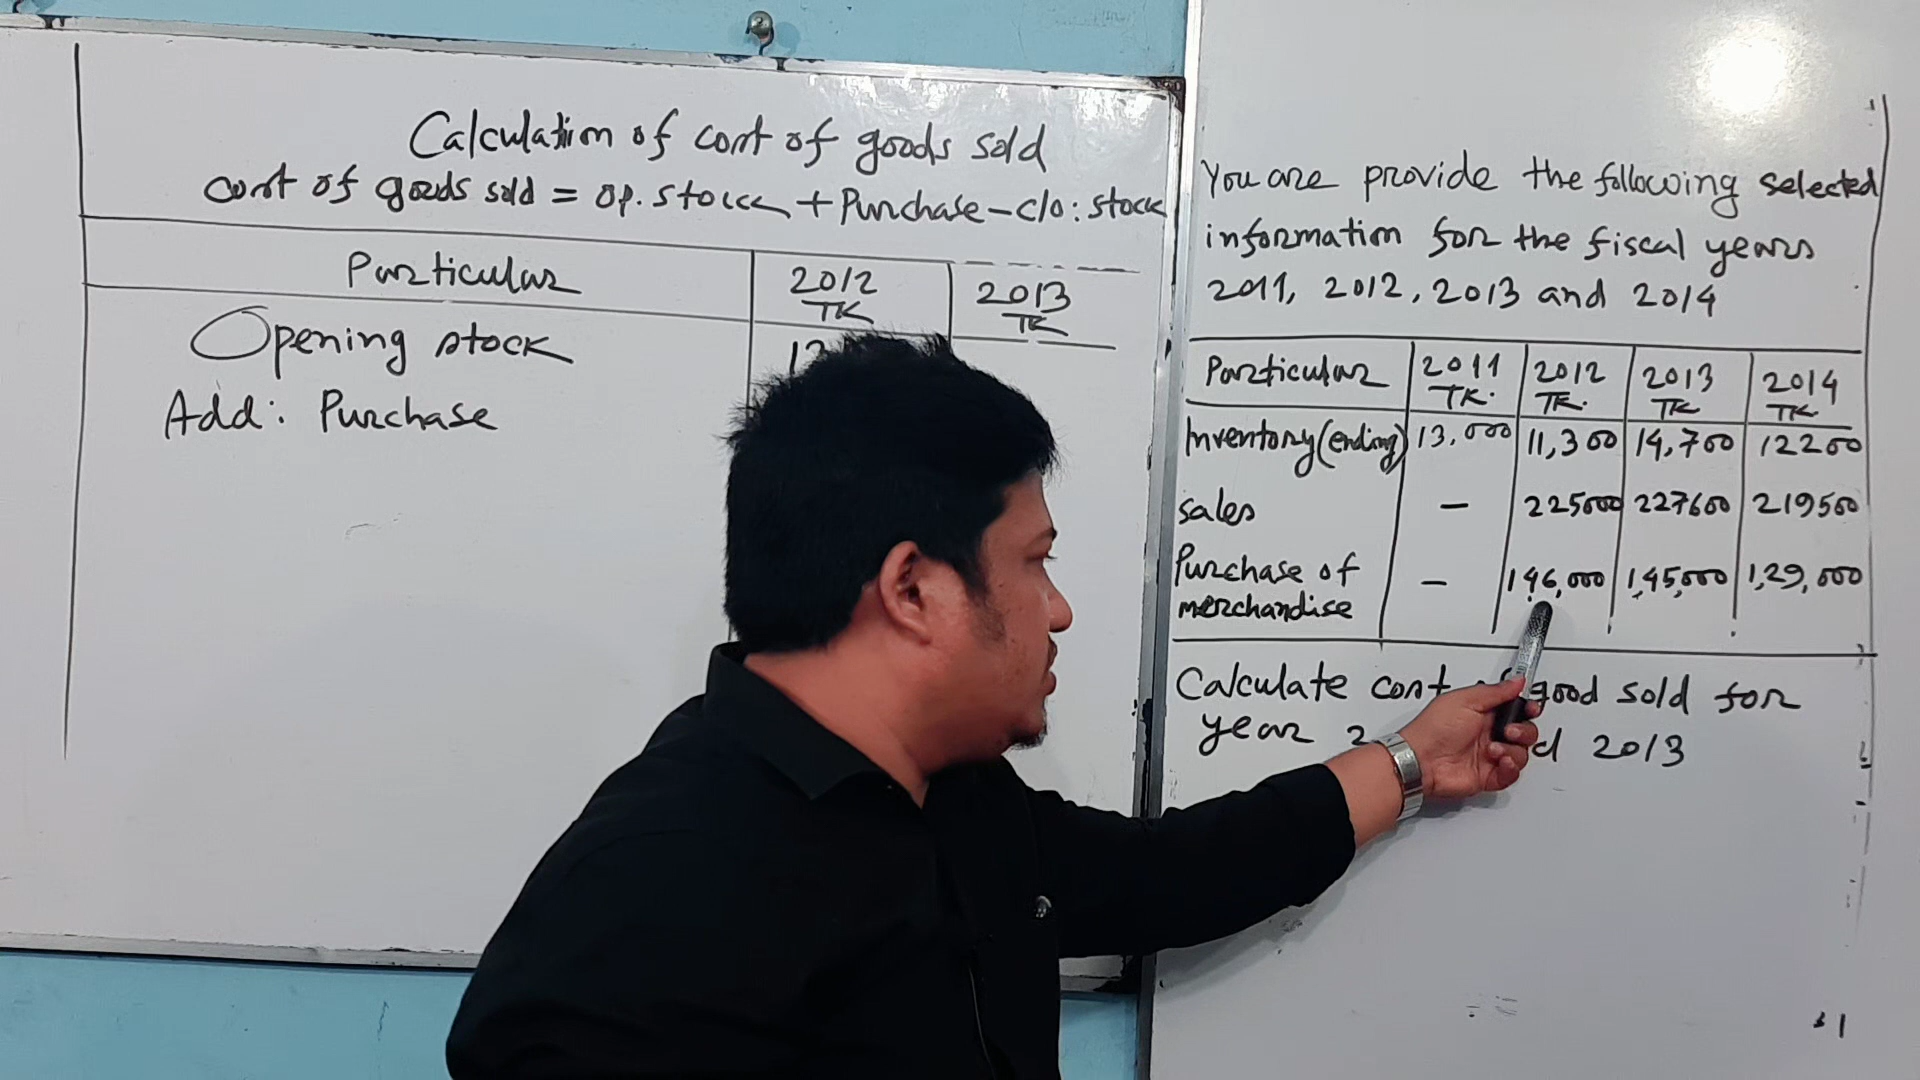 Calculation of cost of goods sold
cost of goods sold = op. stock + Purchase - clo: stock
Particular 2012 TK 2013 TK
Opening stock
Add: Purchase
You are provide the following selected
information for the fiscal years
2011, 2012, 2013 and 2014
Particular 2011 TK. 2012 TK. 2013 TK 2014 TK
Inventory (ending) 13,000 11,300 14,700 12200
sales - 225000 227600 219500
Purchase of merchandise - 146,000 1,45,000 1,29,000
Calculate cost good sold for
year 2013